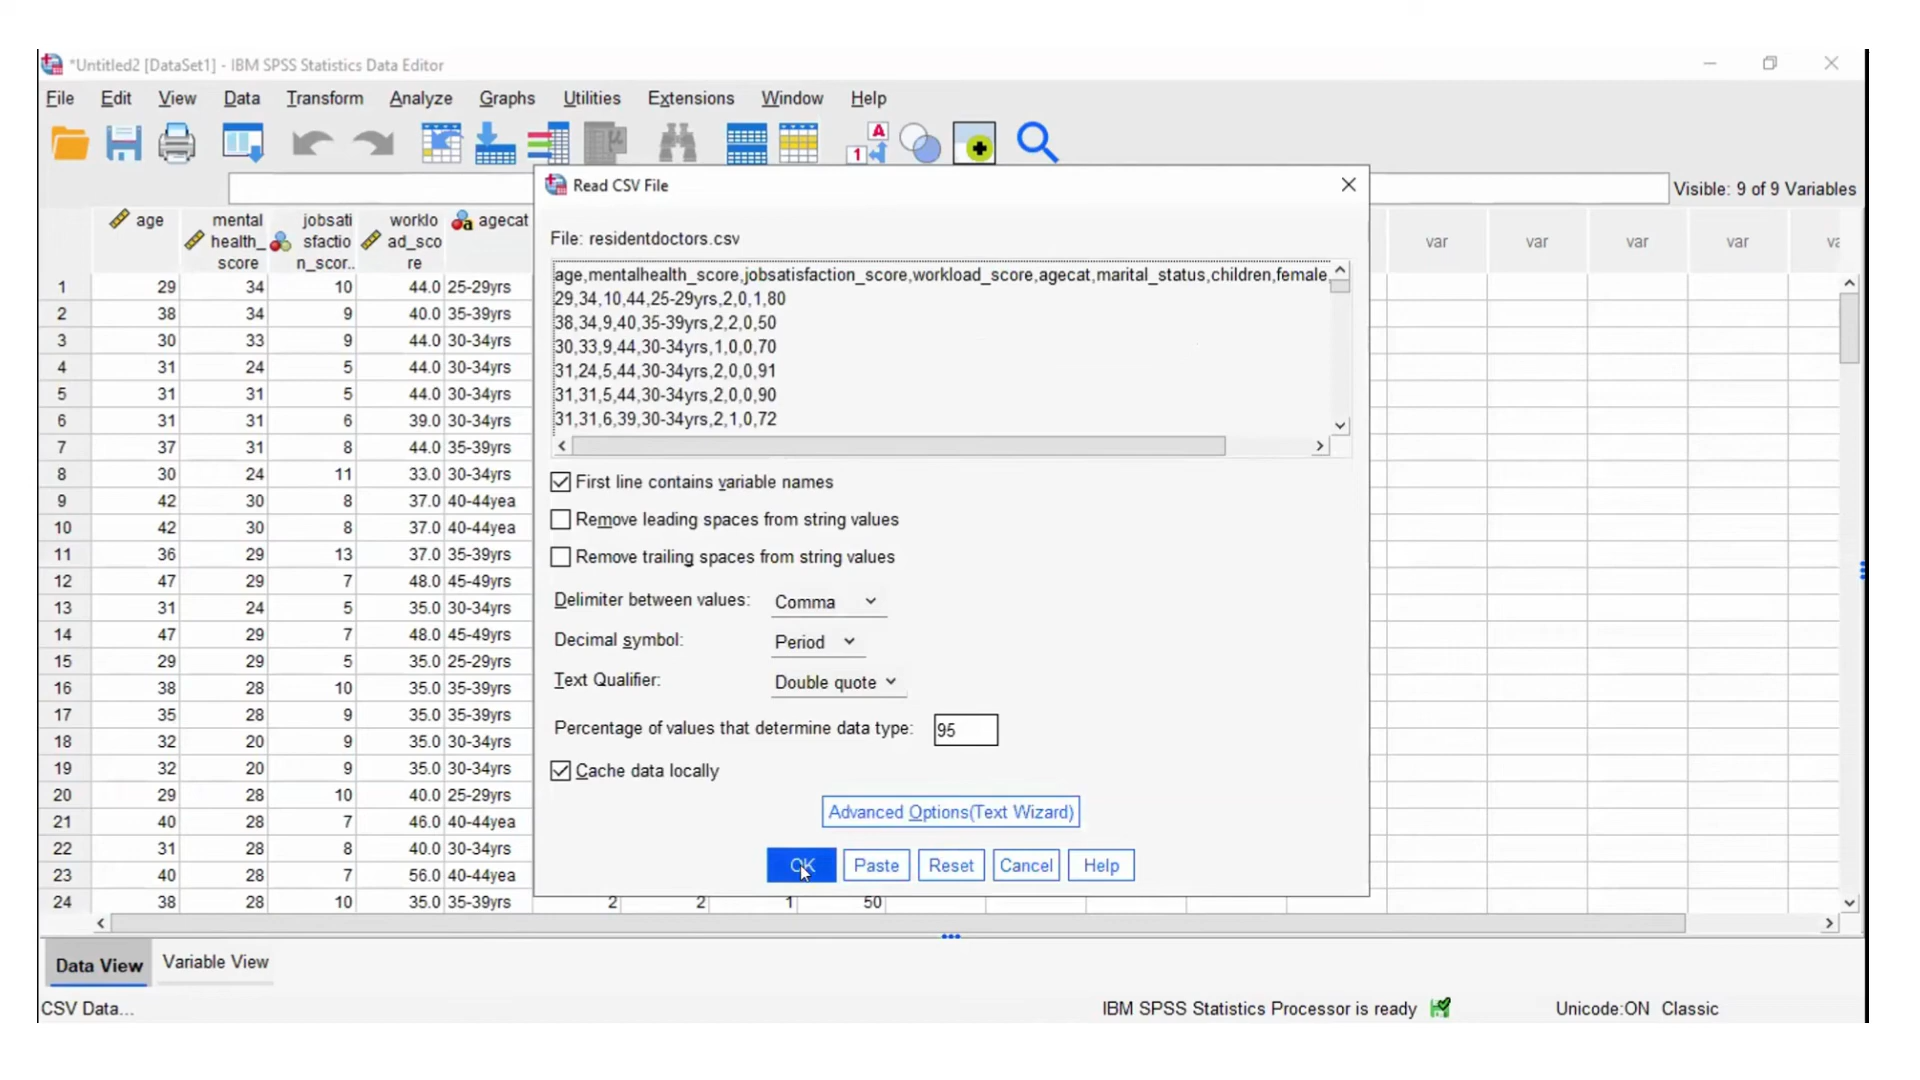 *Untitled2 [DataSet1] - IBM SPSS Statistics Data Editor
File Edit View Data Transform Analyze Graphs Utilities Extensions Window Help
Visible: 9 of 9 Variables
age mentalhealth_score jobsatisfaction_scor.. workload_score agecat var var var var va
1 29 34 10 44.0 25-29yrs
2 38 34 9 40.0 35-39yrs
3 30 33 9 44.0 30-34yrs
4 31 24 5 44.0 30-34yrs
5 31 31 5 44.0 30-34yrs
6 31 31 6 39.0 30-34yrs
7 37 31 8 44.0 35-39yrs
8 30 24 11 33.0 30-34yrs
9 42 30 8 37.0 40-44yea
10 42 30 8 37.0 40-44yea
11 36 29 13 37.0 35-39yrs
12 47 29 7 48.0 45-49yrs
13 31 24 5 35.0 30-34yrs
14 47 29 7 48.0 45-49yrs
15 29 29 5 35.0 25-29yrs
16 38 28 10 35.0 35-39yrs
17 35 28 9 35.0 35-39yrs
18 32 20 9 35.0 30-34yrs
19 32 20 9 35.0 30-34yrs
20 29 28 10 40.0 25-29yrs
21 40 28 7 46.0 40-44yea
22 31 28 8 40.0 30-34yrs
23 40 28 7 56.0 40-44yea
24 38 28 10 35.0 35-39yrs 2 2 1 50
Read CSV File
File: residentdoctors.csv
age,mentalhealth_score,jobsatisfaction_score,workload_score,agecat,marital_status,children,female,
29,34,10,44,25-29yrs,2,0,1,80
38,34,9,40,35-39yrs,2,2,0,50
30,33,9,44,30-34yrs,1,0,0,70
31,24,5,44,30-34yrs,2,0,0,91
31,31,5,44,30-34yrs,2,0,0,90
31,31,6,39,30-34yrs,2,1,0,72
First line contains variable names
Remove leading spaces from string values
Remove trailing spaces from string values
Delimiter between values: Comma
Decimal symbol: Period
Text Qualifier: Double quote
Percentage of values that determine data type: 95
Cache data locally
Advanced Options(Text Wizard)
OK Paste Reset Cancel Help
Data View Variable View
CSV Data... IBM SPSS Statistics Processor is ready Unicode:ON Classic